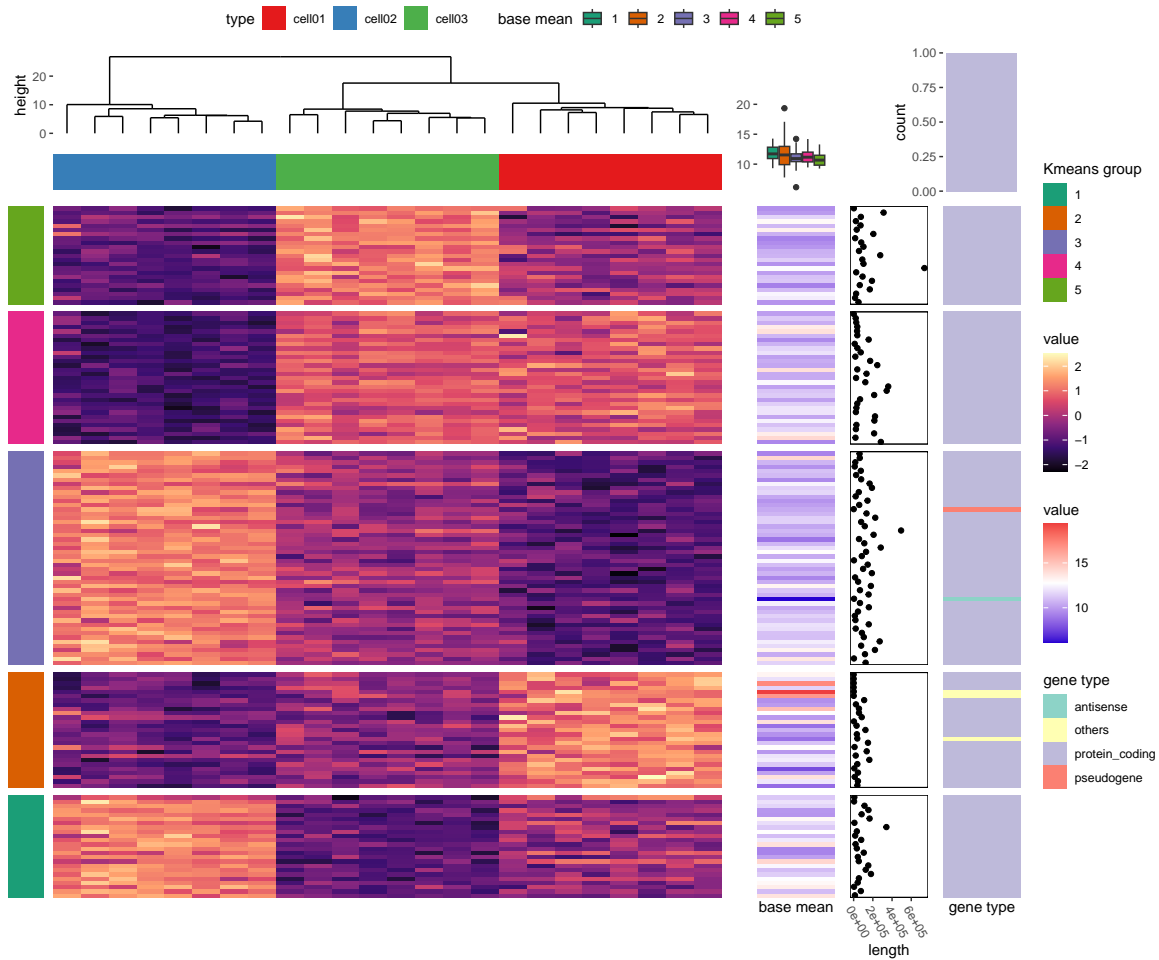 type cell01 cell02 cell03 base mean 1 2 3 4 5
height
20
10
0
20
15
10
count
1.00
0.75
0.50
0.25
0.00
Kmeans group
1
2
3
4
5
value
2
1
0
−1
−2
value
15
10
gene type
antisense
others
protein_coding
pseudogene
base mean
0e+00
2e+05
4e+05
6e+05
length
gene type